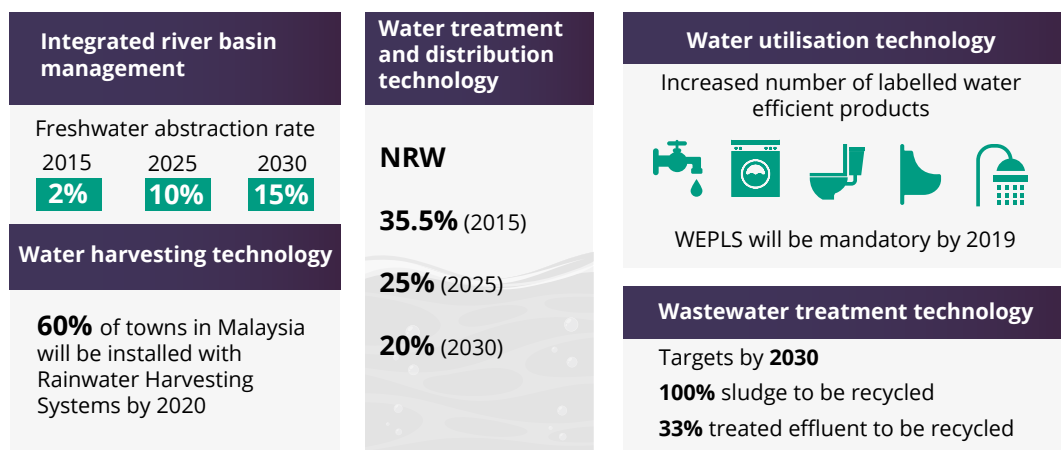 Integrated river basin
management
Freshwater abstraction rate
2015 2025 2030
2% 10% 15%
Water harvesting technology
60% of towns in Malaysia
will be installed with
Rainwater Harvesting
Systems by 2020
Water treatment
and distribution
technology
NRW
35.5% (2015)
25% (2025)
20% (2030)
Water utilisation technology
Increased number of labelled water
efficient products
WEPLS will be mandatory by 2019
Wastewater treatment technology
Targets by 2030
100% sludge to be recycled
33% treated effluent to be recycled